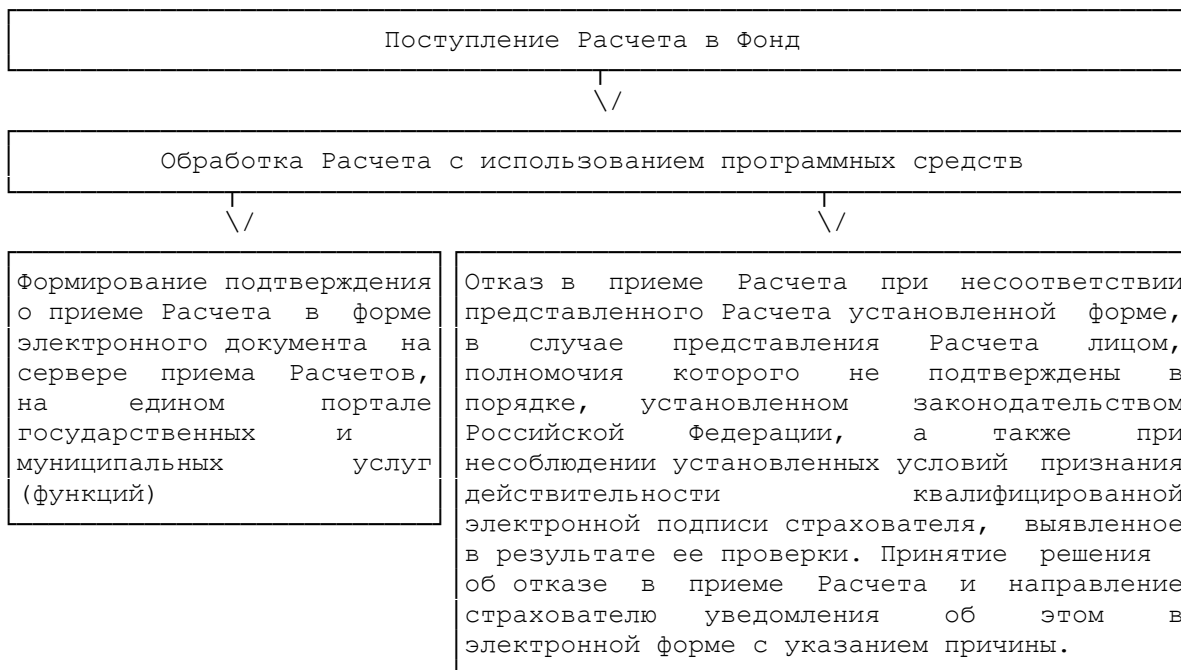 Поступление Расчета в Фонд
\/
Обработка Расчета с использованием программных средств
\/ \/
Формирование подтверждения
о приеме Расчета в форме
электронного документа на
сервере приема Расчетов,
на едином портале
государственных и
муниципальных услуг
(функций)
Отказ в приеме Расчета при несоответствии
представленного Расчета установленной форме,
в случае представления Расчета лицом,
полномочия которого не подтверждены в
порядке, установленном законодательством
Российской Федерации, а также при
несоблюдении установленных условий признания
действительности квалифицированной
электронной подписи страхователя, выявленное
в результате ее проверки. Принятие решения
об отказе в приеме Расчета и направление
страхователю уведомления об этом в
электронной форме с указанием причины.